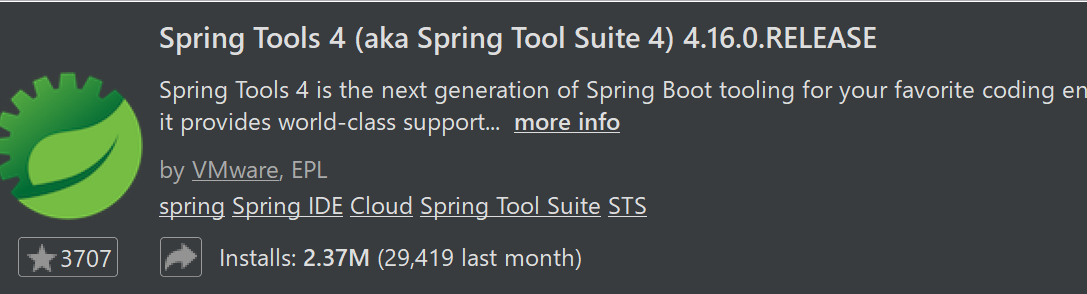 Spring Tools 4 (aka Spring Tool Suite 4) 4.16.0.RELEASE
Spring Tools 4 is the next generation of Spring Boot tooling for your favorite coding en
it provides world-class support... more info
by VMware, EPL
spring Spring IDE Cloud Spring Tool Suite STS
3707 Installs: 2.37M (29,419 last month)